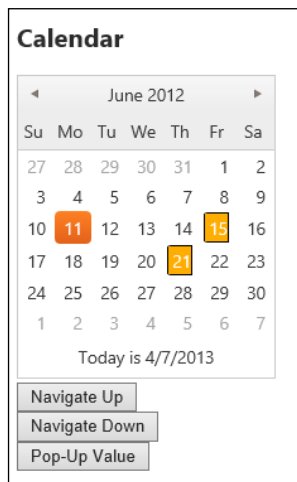 Calendar
June 2012
Su Mo Tu We Th Fr Sa
27 28 29 30 31 1 2
3 4 5 6 7 8 9
10 11 12 13 14 15 16
17 18 19 20 21 22 23
24 25 26 27 28 29 30
1 2 3 4 5 6 7
Today is 4/7/2013
Navigate Up
Navigate Down
Pop-Up Value